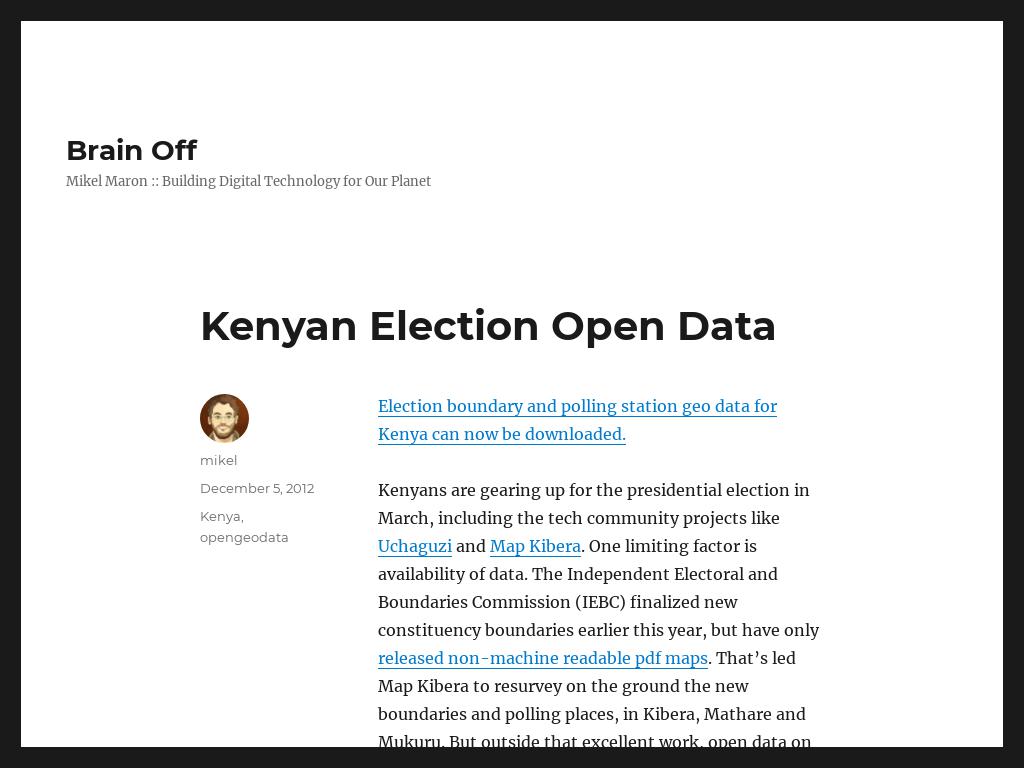 Brain Off
Mikel Maron :: Building Digital Technology for Our Planet
Kenyan Election Open Data
mikel
December 5, 2012
Kenya,
opengeodata
Election boundary and polling station geo data for
Kenya can now be downloaded.
Kenyans are gearing up for the presidential election in
March, including the tech community projects like
Uchaguzi and Map Kibera. One limiting factor is
availability of data. The Independent Electoral and
Boundaries Commission (IEBC) finalized new
constituency boundaries earlier this year, but have only
released non-machine readable pdf maps. That’s led
Map Kibera to resurvey on the ground the new
boundaries and polling places, in Kibera, Mathare and
Mukuru. But outside that excellent work, open data on